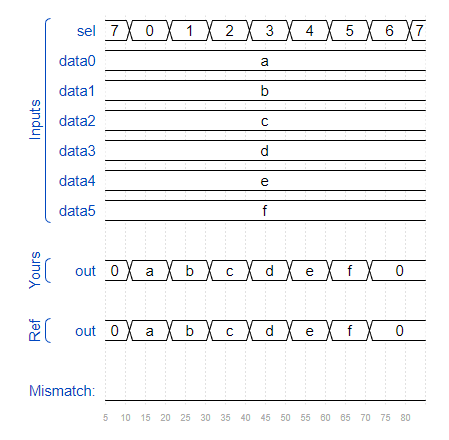 sel 7 0 1 2 3 4 5 6 7
data0 a
data1 b
data2 c
Inputs
data3 d
data4 e
data5 f
Yours
out 0 a b c d e f 0
Ref
out 0 a b c d e f 0
Mismatch:
5 10 15 20 25 30 35 40 45 50 55 60 65 70 75 80